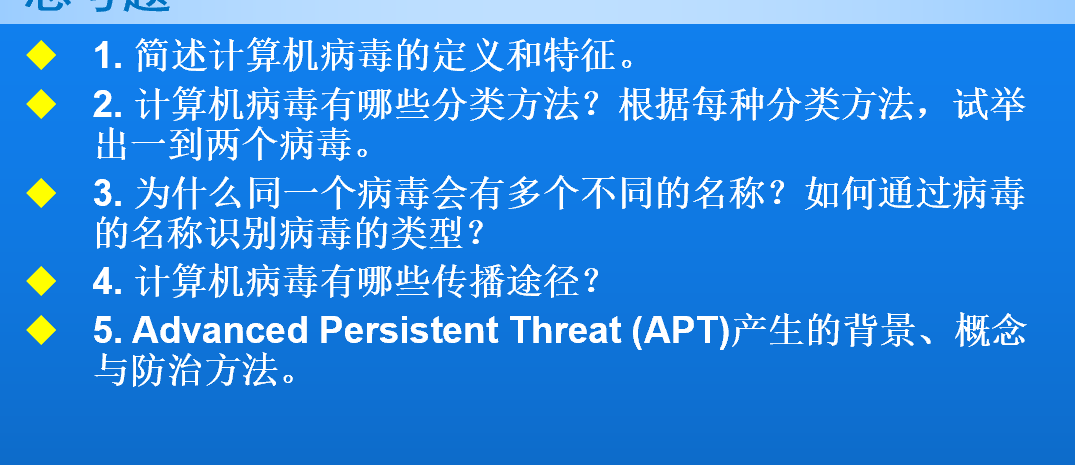 思考题
1. 简述计算机病毒的定义和特征。
2. 计算机病毒有哪些分类方法？根据每种分类方法，试举
出一到两个病毒。
3. 为什么同一个病毒会有多个不同的名称？如何通过病毒
的名称识别病毒的类型？
4. 计算机病毒有哪些传播途径？
5. Advanced Persistent Threat (APT)产生的背景、概念
与防治方法。